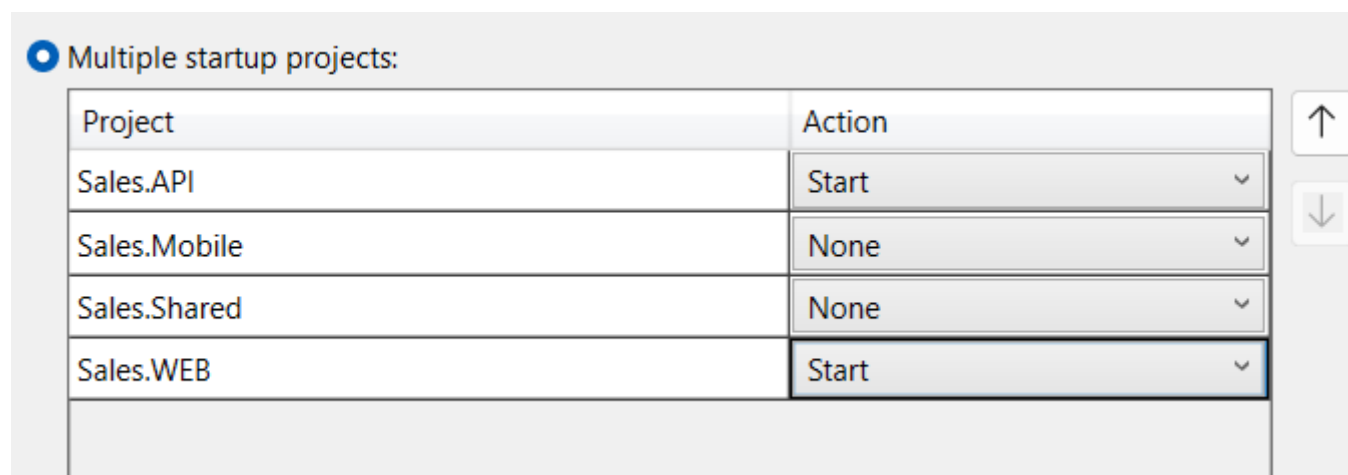 Multiple startup projects:
Project Action
Sales.API Start
Sales.Mobile None
Sales.Shared None
Sales.WEB Start